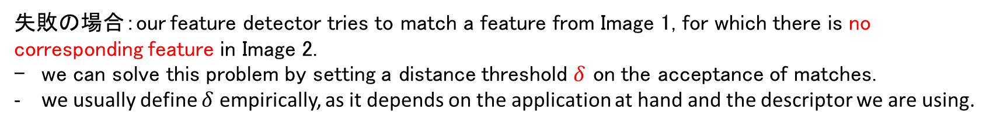 失敗の場合：our feature detector tries to match a feature from Image 1, for which there is no
corresponding feature in Image 2.
– we can solve this problem by setting a distance threshold δ on the acceptance of matches.
- we usually define δ empirically, as it depends on the application at hand and the descriptor we are using.